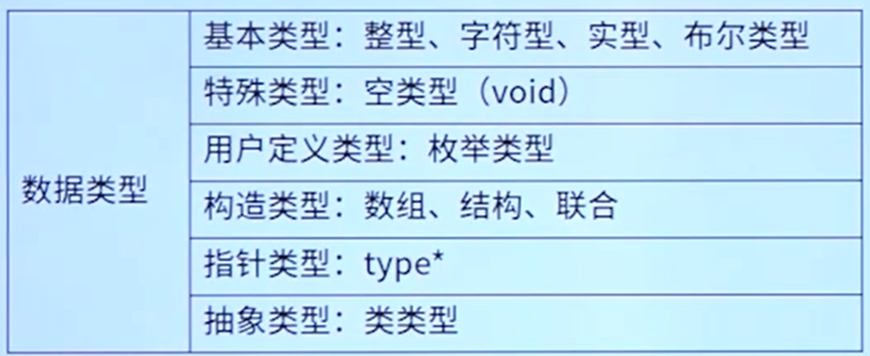 数据类型
基本类型：整型、字符型、实型、布尔类型
特殊类型：空类型（void）
用户定义类型：枚举类型
构造类型：数组、结构、联合
指针类型：type*
抽象类型：类类型